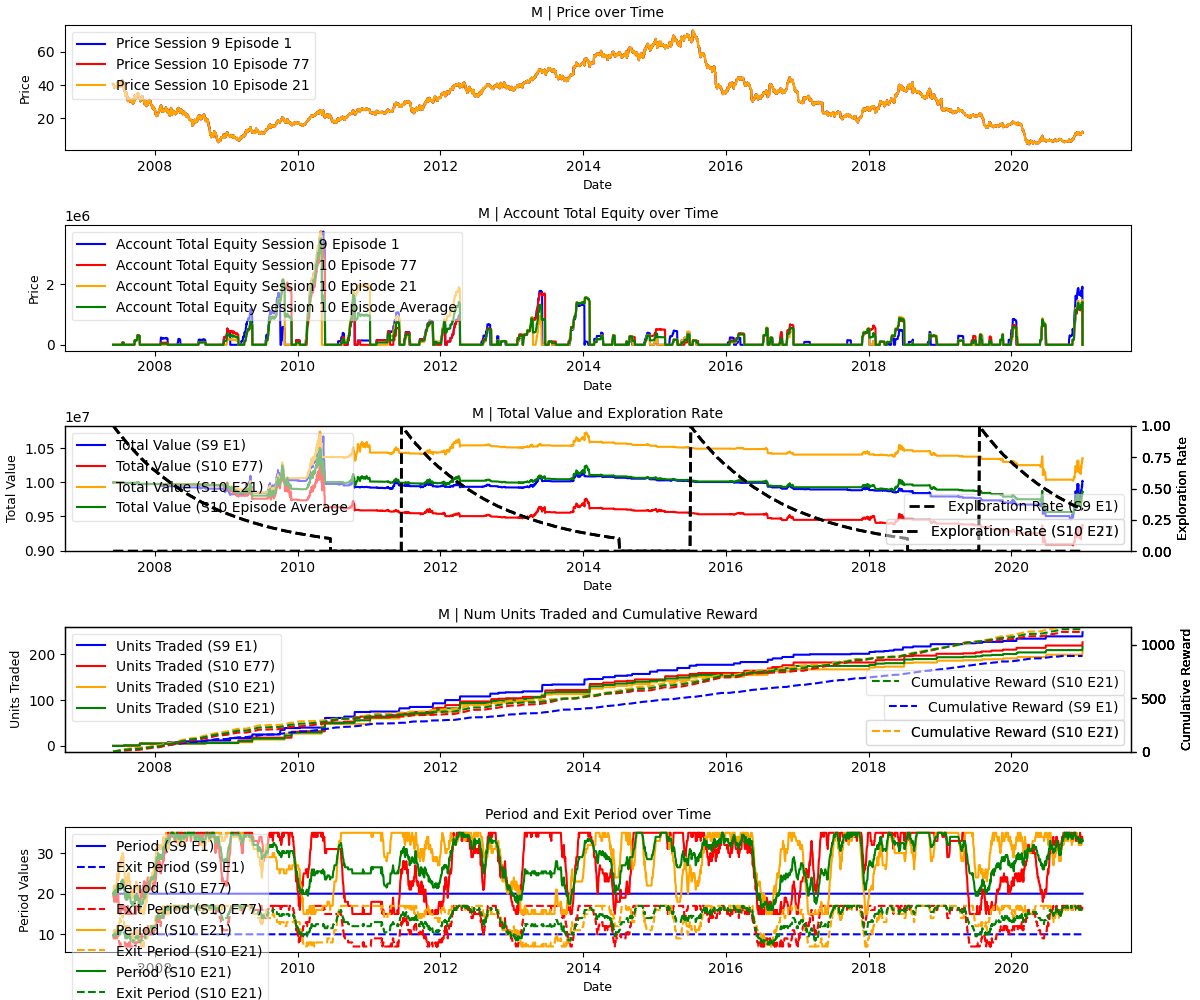 M | Price over Time
Price
60
40
20
Price Session 9 Episode 1
Price Session 10 Episode 77
Price Session 10 Episode 21
2008 2010 2012 2014 2016 2018 2020
Date
M | Account Total Equity over Time
1e6
Price
2
0
Account Total Equity Session 9 Episode 1
Account Total Equity Session 10 Episode 77
Account Total Equity Session 10 Episode 21
Account Total Equity Session 10 Episode Average
2008 2010 2012 2014 2016 2018 2020
Date
M | Total Value and Exploration Rate
1e7
Total Value
1.05
1.00
0.95
0.90
Total Value (S9 E1)
Total Value (S10 E77)
Total Value (S10 E21)
Total Value (S10 Episode Average
Exploration Rate (S9 E1)
Exploration Rate (S10 E21)
1.00
0.75
0.50
0.25
0.00
Exploration Rate
2008 2010 2012 2014 2016 2018 2020
Date
M | Num Units Traded and Cumulative Reward
Units Traded
200
100
0
Units Traded (S9 E1)
Units Traded (S10 E77)
Units Traded (S10 E21)
Units Traded (S10 E21)
Cumulative Reward (S10 E21)
Cumulative Reward (S9 E1)
Cumulative Reward (S10 E21)
1000
500
0
Cumulative Reward
2008 2010 2012 2014 2016 2018 2020
Period and Exit Period over Time
Period Values
30
20
10
Period (S9 E1)
Exit Period (S9 E1)
Period (S10 E77)
Exit Period (S10 E77)
Period (S10 E21)
Exit Period (S10 E21)
Period (S10 E21)
Exit Period (S10 E21)
2008 2010 2012 2014 2016 2018 2020
Date